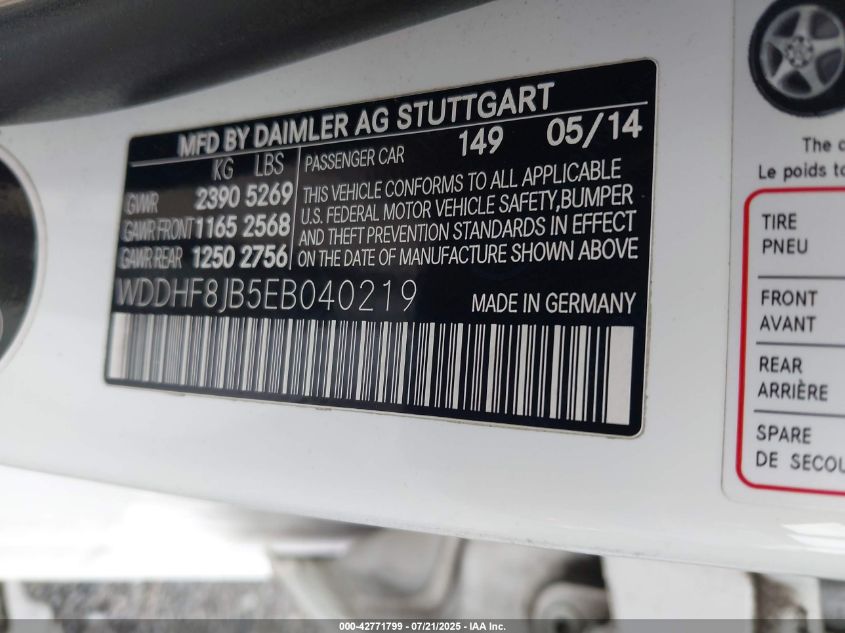 MFD BY DAIMLER AG STUTTGART
KG LBS
GVWR 2390 5269
GAWR FRONT 1165 2568
GAWR REAR 1250 2756
PASSENGER CAR 149 05/14
THIS VEHICLE CONFORMS TO ALL APPLICABLE
U.S. FEDERAL MOTOR VEHICLE SAFETY, BUMPER
AND THEFT PREVENTION STANDARDS IN EFFECT
ON THE DATE OF MANUFACTURE SHOWN ABOVE
WDDHF8JB5EB040219 MADE IN GERMANY
The
Le poids
TIRE
PNEU
FRONT
AVANT
REAR
ARRIÈRE
SPARE
DE
000-42771799 - 07/21/2025 - IAA Inc.